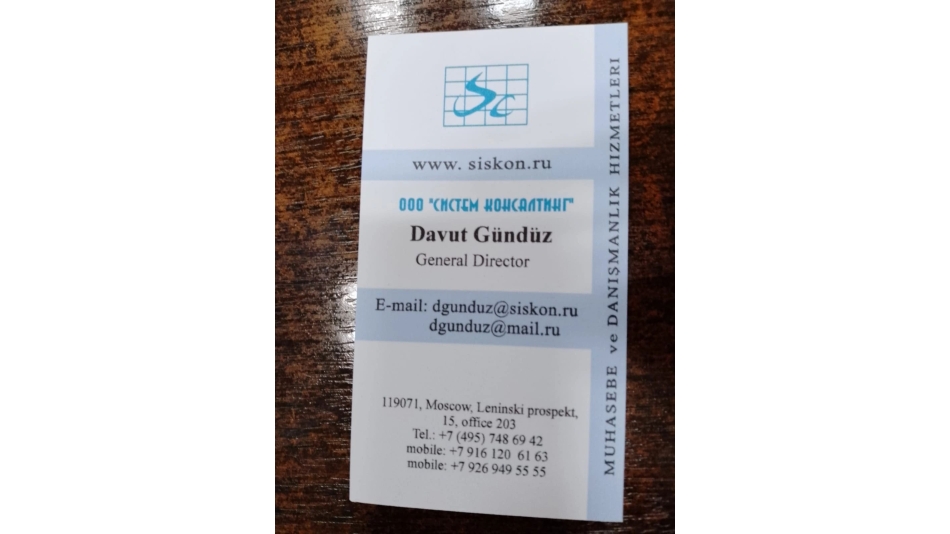 SC
www. siskon.ru
ООО "СИСТЕМ КОНСАЛТИНГ"
Davut Gündüz
General Director
E-mail: dgunduz@siskon.ru
dgunduz@mail.ru
119071, Moscow, Leninski prospekt,
15, office 203
Tel.: +7 (495) 748 69 42
mobile: +7 916 120 61 63
mobile: +7 926 949 55 55
MUHASEBE ve DANIŞMANLIK HIZMETLERI